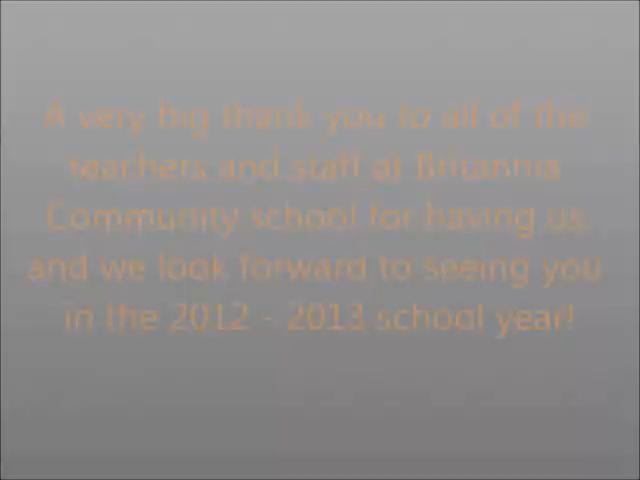 A very big thank you to all of the
teachers and staff at Britannia
Community school for having us
and we look forward to seeing you
in the 2012 - 2013 school year!